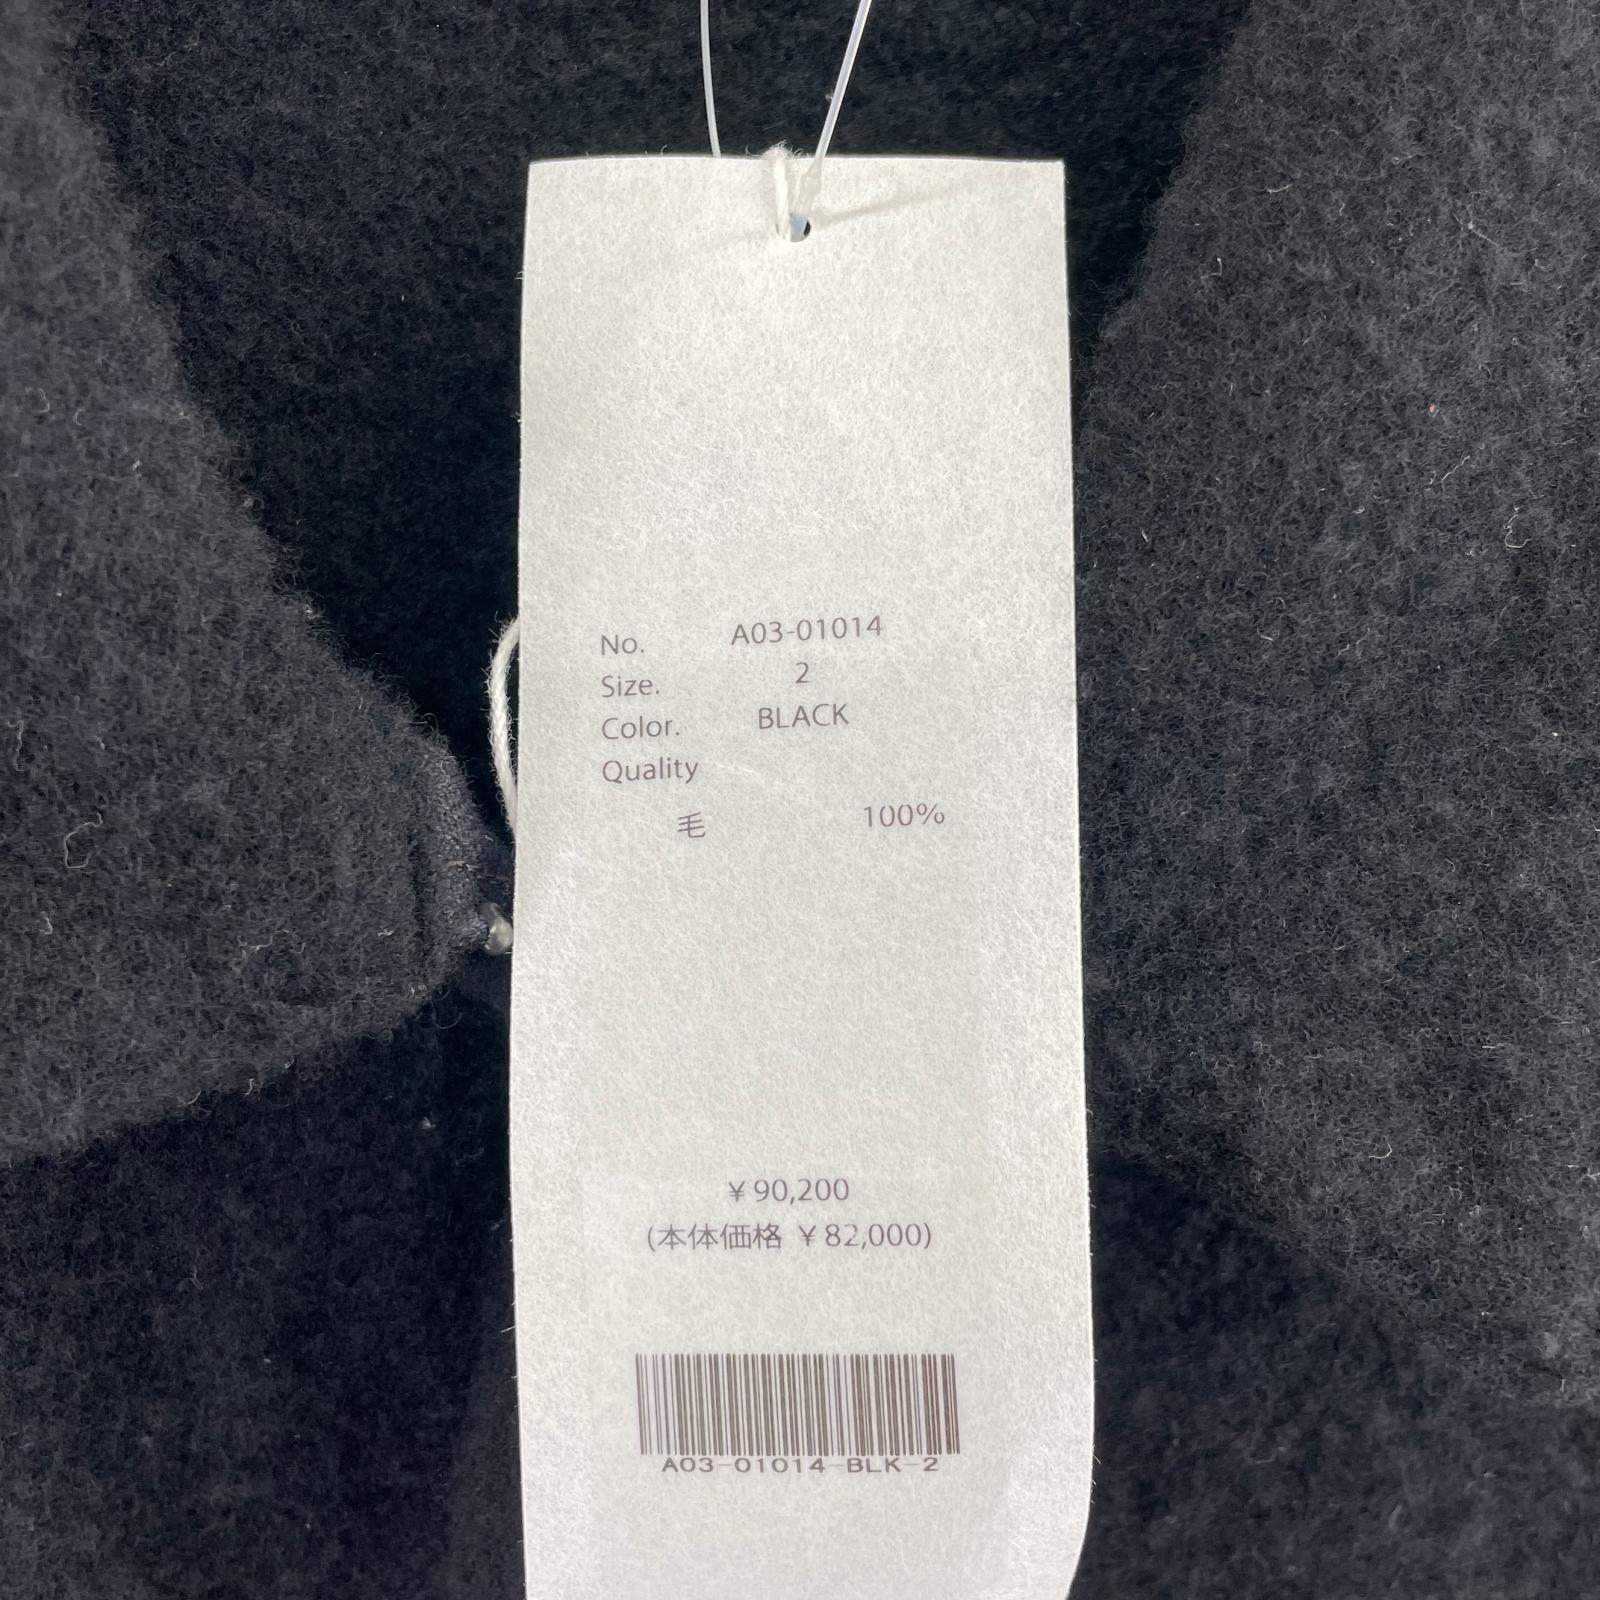 No. A03-01014
Size. 2
Color. BLACK
Quality
毛 100%
¥90,200
(本体価格 ¥82,000)
A03-01014-BLK-2